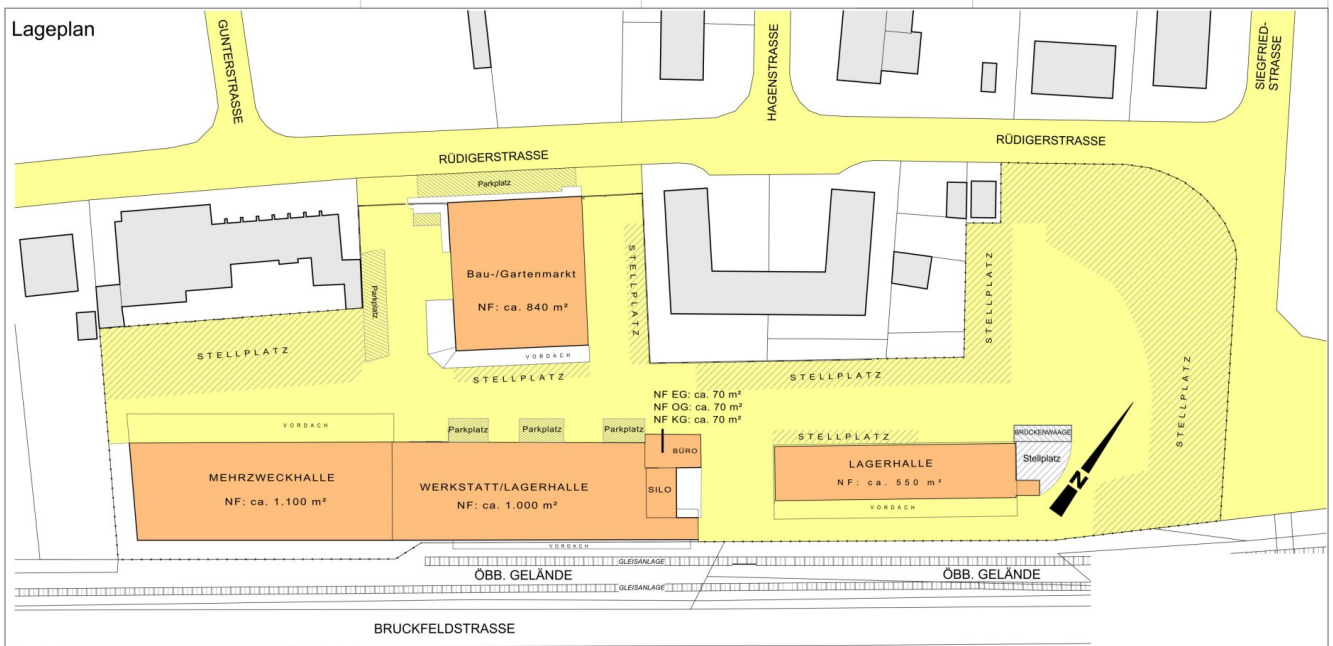 Lageplan
GUNTERSTRASSE
HAGENSTRASSE
SIEGFRIED-
STRASSE
RÜDIGERSTRASSE
RÜDIGERSTRASSE
Parkplatz
Bau-/Gartenmarkt
NF: ca. 840 m²
Parkplatz
STELLPLATZ
STELLPLATZ
STELLPLATZ
VORDACH
STELLPLATZ
STELLPLATZ
STELLPLATZ
NF EG: ca. 70 m²
NF OG: ca. 70 m²
NF KG: ca. 70 m²
VORDACH
Parkplatz
Parkplatz
Parkplatz
BÜRO
SILO
STELLPLATZ
BRÜCKENWAAGE
Stellplatz
MEHRZWECKHALLE
NF: ca. 1.100 m²
WERKSTATT/LAGERHALLE
NF: ca. 1.000 m²
LAGERHALLE
NF: ca. 550 m²
VORDACH
N
VORDACH
GLEISANLAGE
ÖBB. GELÄNDE
ÖBB. GELÄNDE
GLEISANLAGE
BRUCKFELDSTRASSE